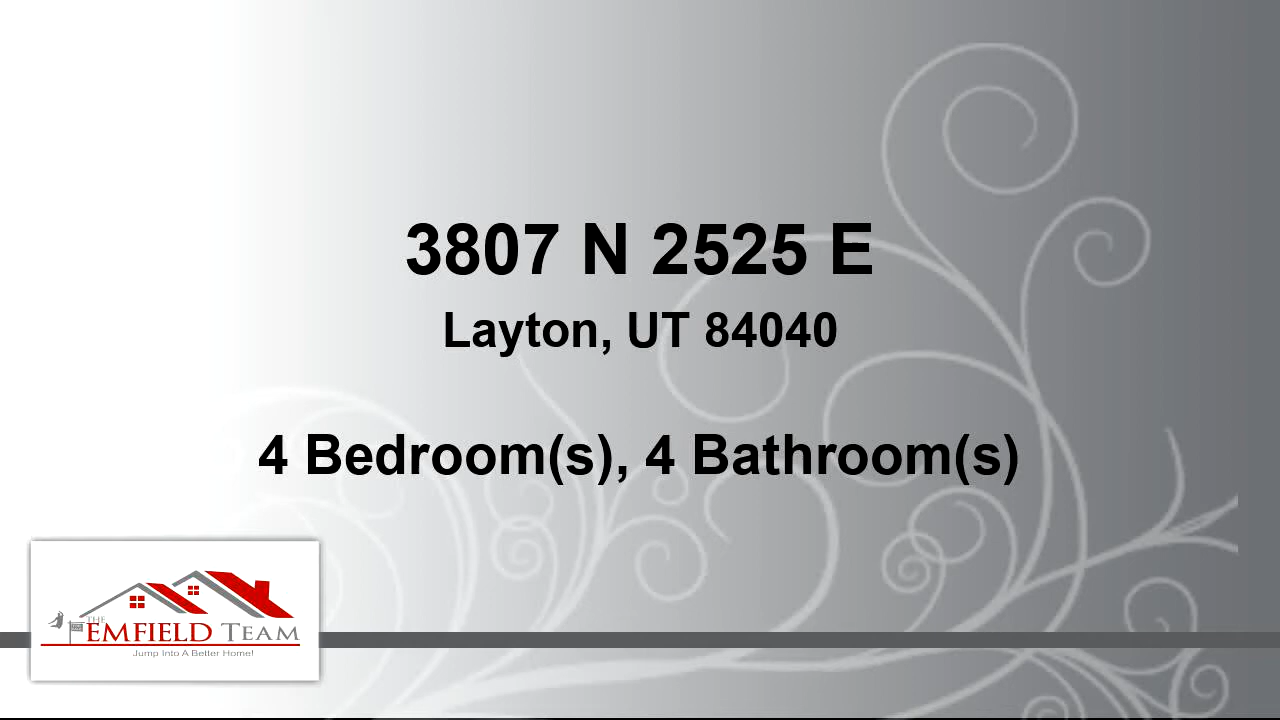 3807 N 2525 E
Layton, UT 84040
4 Bedroom(s), 4 Bathroom(s)
THE
EMFIELD TEAM
Jump Into A Better Home!